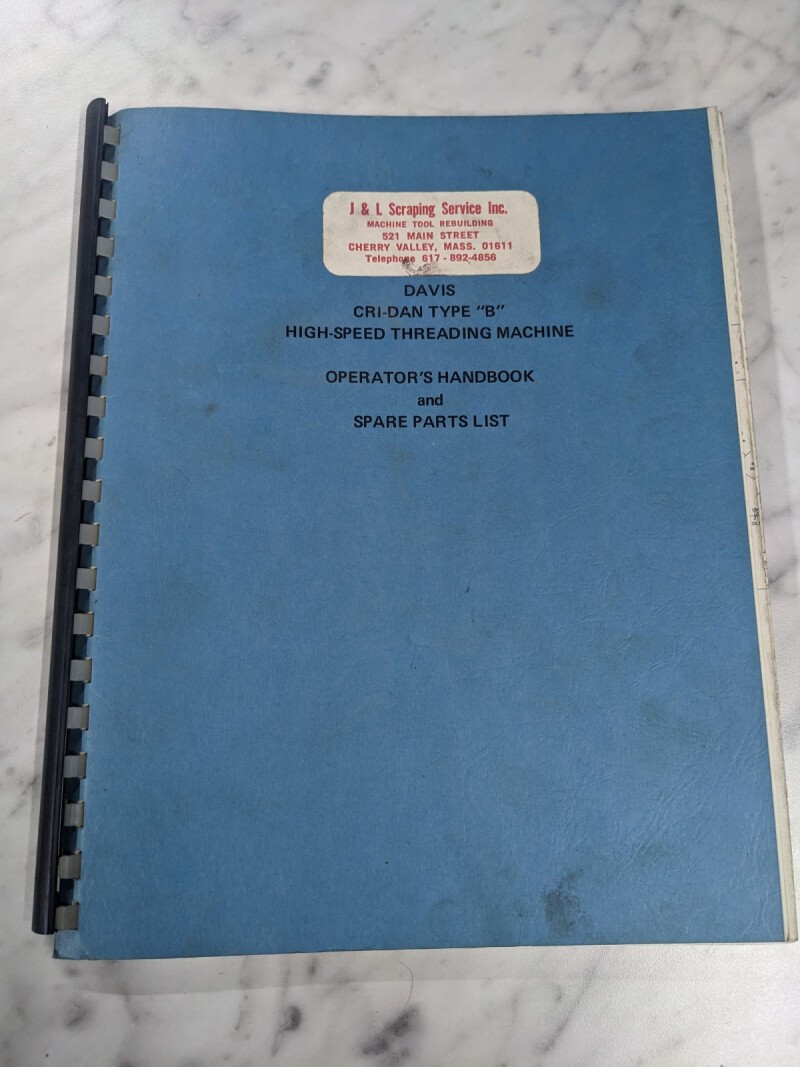 J & L Scraping Service Inc.
MACHINE TOOL REBUILDING
521 MAIN STREET
CHERRY VALLEY, MASS. 01611
Telephone 617 - 892-4856
DAVIS
CRI-DAN TYPE "B"
HIGH-SPEED THREADING MACHINE
OPERATOR'S HANDBOOK
and
SPARE PARTS LIST